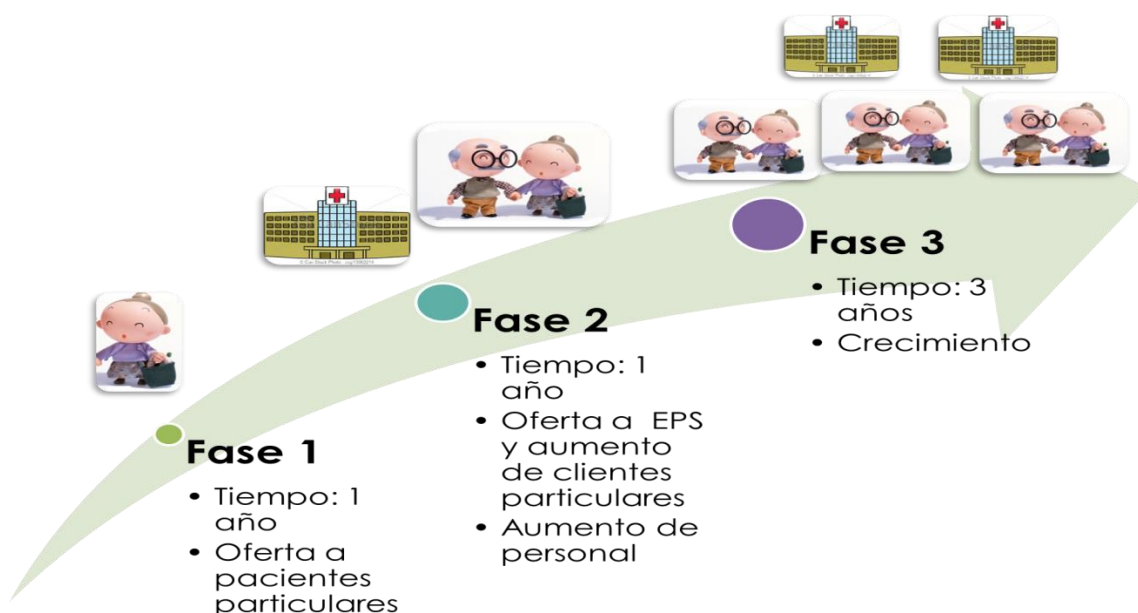 Fase 1
• Tiempo: 1
año
• Oferta a
pacientes
particulares
Fase 2
• Tiempo: 1
año
• Oferta a EPS
y aumento
de clientes
particulares
• Aumento de
personal
Fase 3
• Tiempo: 3
años
• Crecimiento